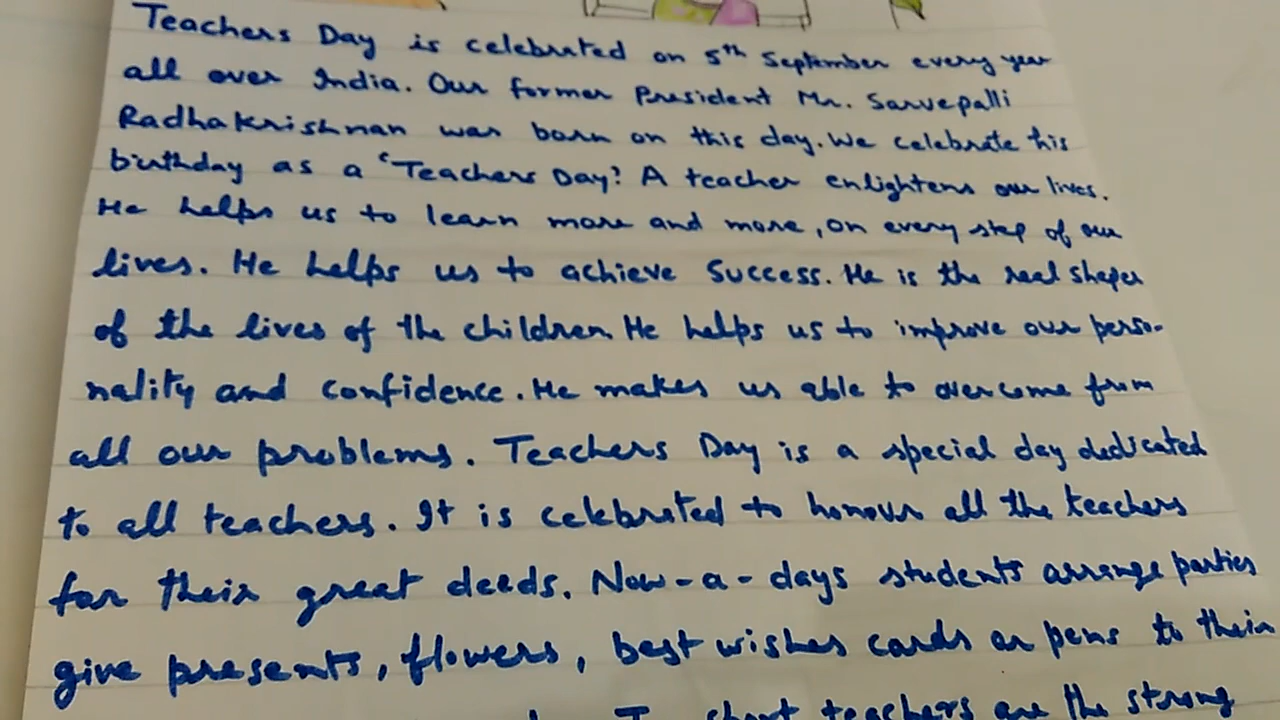 Teachers Day is celebrated on 5th September every year
all over India. Our former President Mr. Sarvepalli
Radhakrishnan was born on this day. We celebrate his
birthday as a 'Teachers Day'. A teacher enlightens our lives.
He helps us to learn more and more, on every step of our
lives. He helps us to achieve Success. He is the real shaper
of the lives of the children. He helps us to improve our perso-
nality and confidence. He makes us able to overcome from
all our problems. Teachers Day is a special day dedicated
to all teachers. It is celebrated to honour all the teachers
for their great deeds. Now-a-days students arrange parties
give presents, flowers, best wishes cards or pens to their
short teachers are the strong